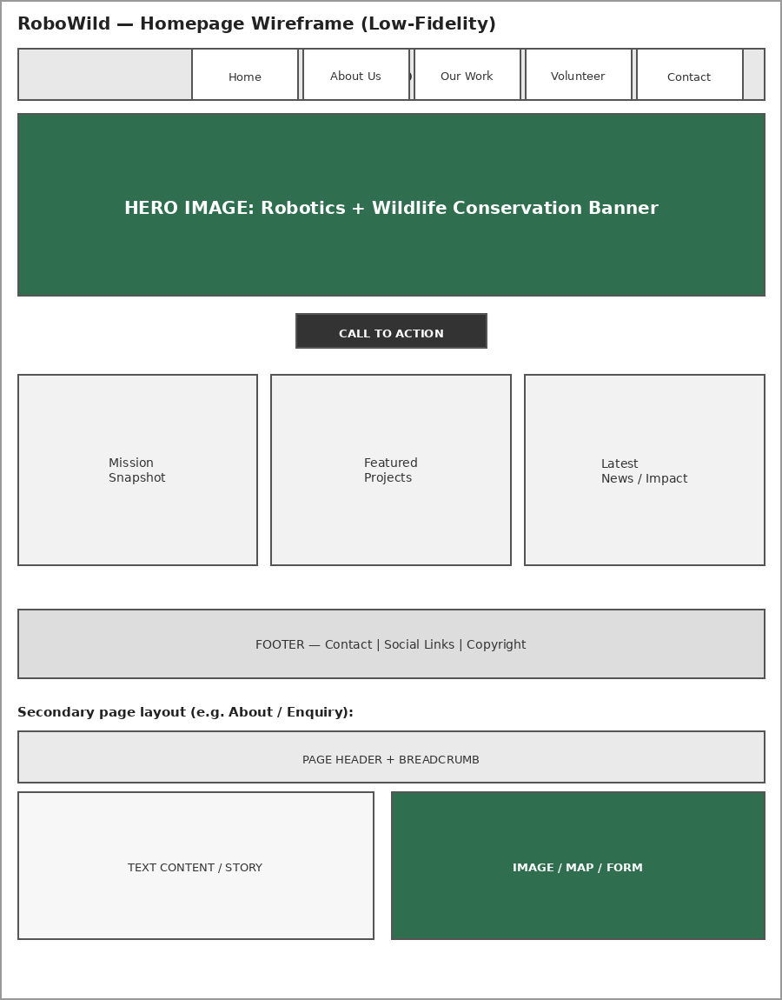 RoboWild — Homepage Wireframe (Low-Fidelity)
Home
About Us
Our Work
Volunteer
Contact
HERO IMAGE: Robotics + Wildlife Conservation Banner
CALL TO ACTION
Mission
Snapshot
Featured
Projects
Latest
News / Impact
FOOTER — Contact | Social Links | Copyright
Secondary page layout (e.g. About / Enquiry):
PAGE HEADER + BREADCRUMB
TEXT CONTENT / STORY
IMAGE / MAP / FORM